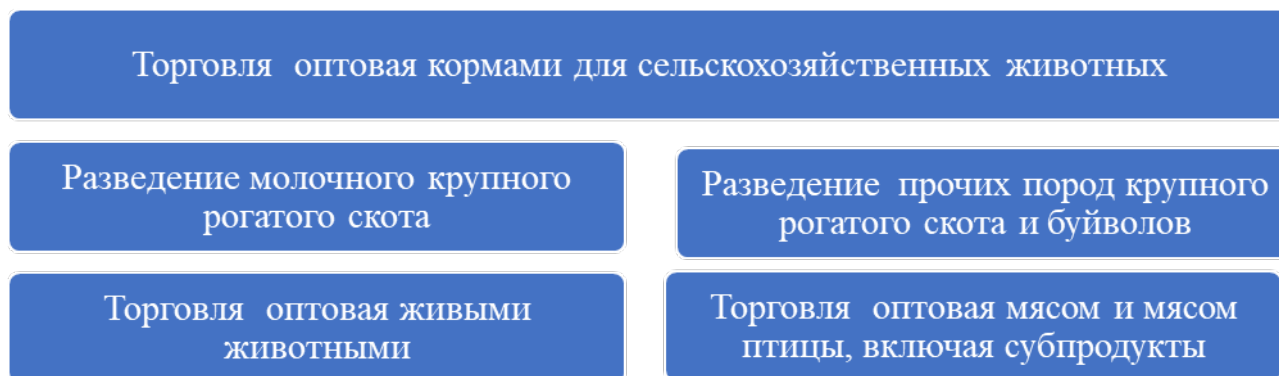 Торговля оптовая кормами для сельскохозяйственных животных
Разведение молочного крупного
рогатого скота
Разведение прочих пород крупного
рогатого скота и буйволов
Торговля оптовая живыми
животными
Торговля оптовая мясом и мясом
птицы, включая субпродукты